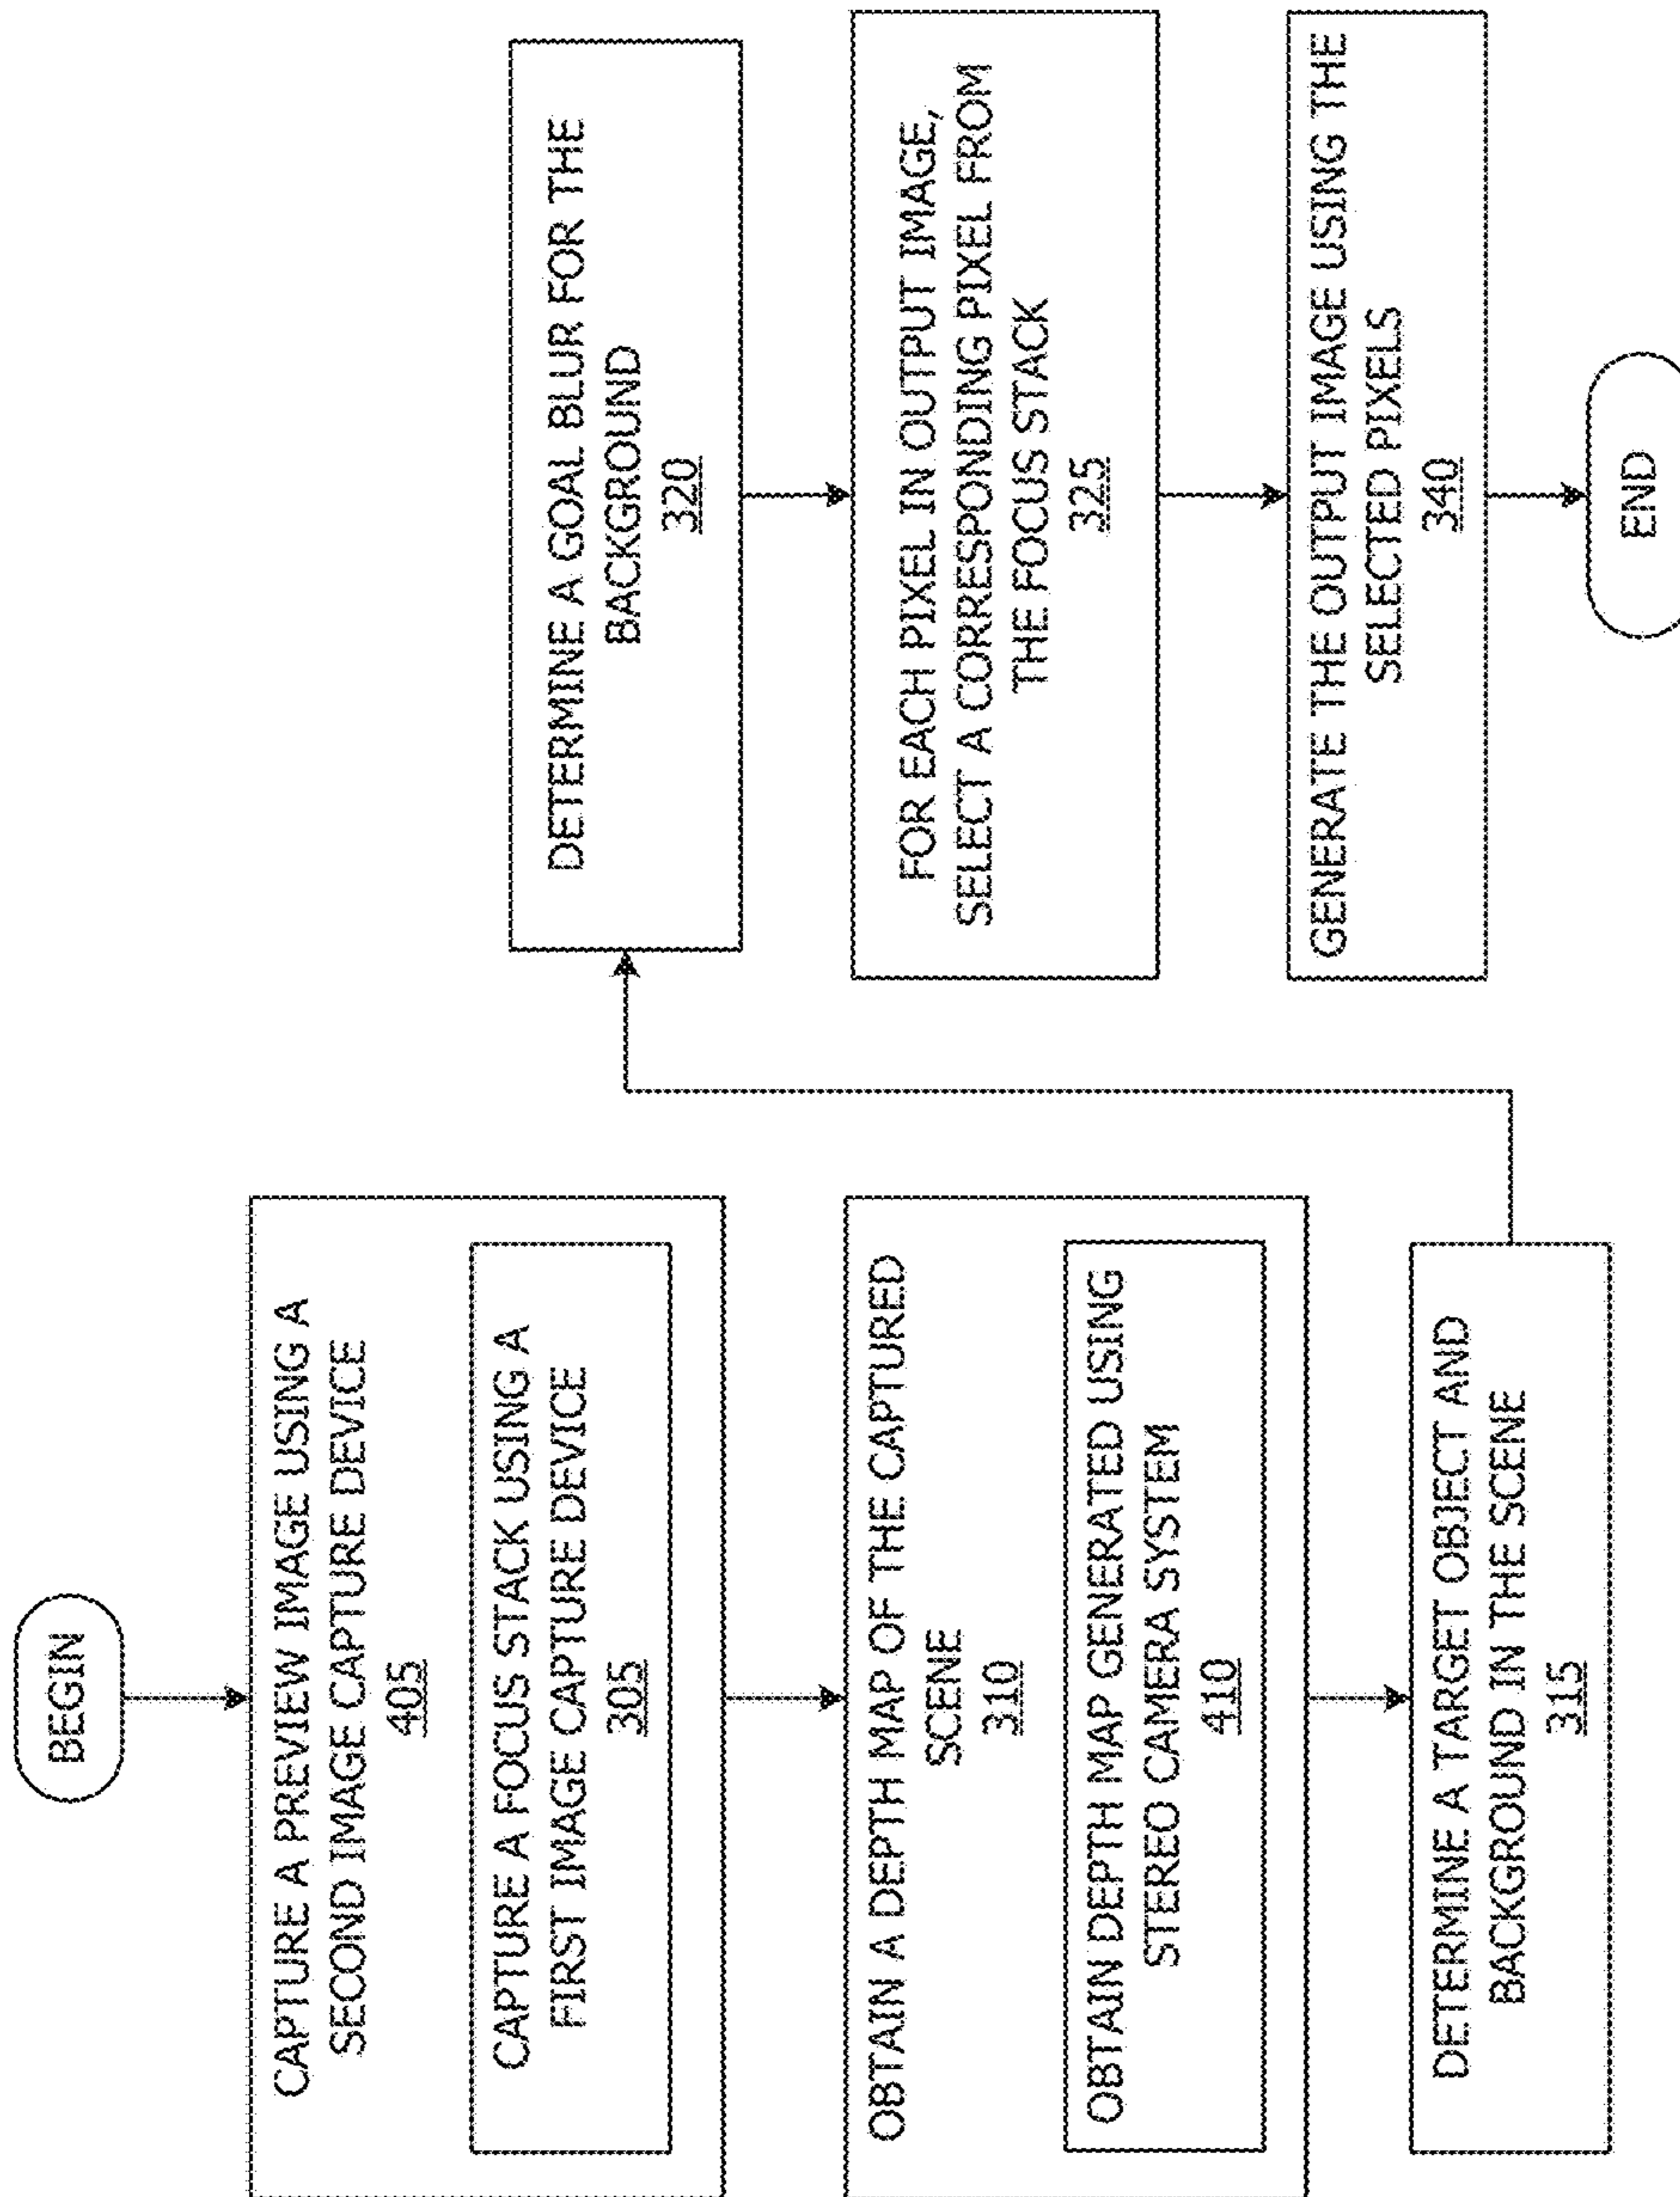 BEGIN
CAPTURE A PREVIEW IMAGE USING A
SECOND IMAGE CAPTURE DEVICE
405
CAPTURE A FOCUS STACK USING A
FIRST IMAGE CAPTURE DEVICE
305
OBTAIN A DEPTH MAP OF THE CAPTURED
SCENE
310
OBTAIN DEPTH MAP GENERATED USING
STEREO CAMERA SYSTEM
410
DETERMINE A TARGET OBJECT AND
BACKGROUND IN THE SCENE
315
DETERMINE A GOAL BLUR FOR THE
BACKGROUND
320
FOR EACH PIXEL IN OUTPUT IMAGE,
SELECT A CORRESPONDING PIXEL FROM
THE FOCUS STACK
325
GENERATE THE OUTPUT IMAGE USING THE
SELECTED PIXELS
340
END